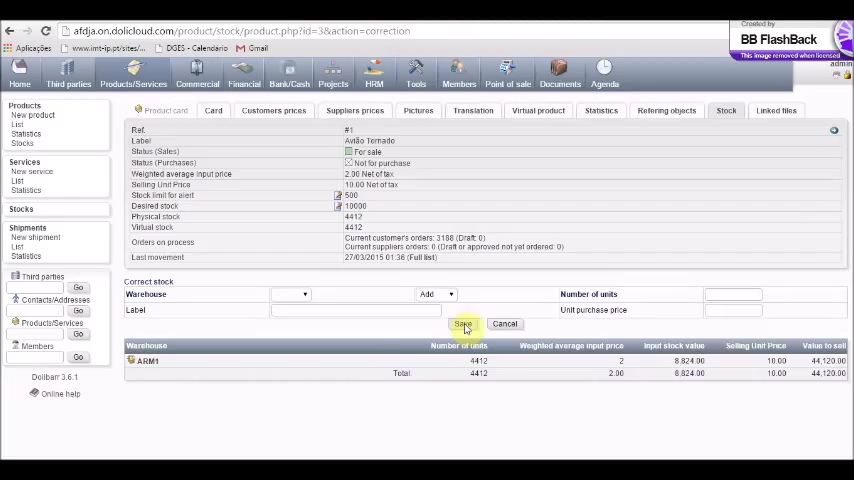 Created by
BB FlashBack
This image removed when licensed
afdja.on.dolicloud.com/product/stock/product.php?id=3&action=correction
Aplicações
www.imt-ip.pt/sites/...
DGES - Calendário
Gmail
admin
Home
Third parties
Products/Services
Commercial
Financial
Bank/Cash
Projects
HRM
Tools
Members
Point of sale
Documents
Agenda
Products
New product
List
Statistics
Stocks
Services
New service
List
Statistics
Stocks
Shipments
New shipment
List
Statistics
Third parties
Go
Contacts/Addresses
Go
Products/Services
Go
Members
Go
Dolibarr 3.6.1
Online help
Product card
Card
Customers prices
Suppliers prices
Pictures
Translation
Virtual product
Statistics
Refering objects
Stock
Linked files
Ref. #1
Label Avião Tornado
Status (Sales) For sale
Status (Purchases) Not for purchase
Weighted average input price 2.00 Net of tax
Selling Unit Price 10.00 Net of tax
Stock limit for alert 500
Desired stock 10000
Physical stock 4412
Virtual stock 4412
Orders on process Current customer's orders: 3188 (Draft: 0)
Current suppliers orders: 0 (Draft or approved not yet ordered: 0)
Last movement 27/03/2015 01:36 (Full list)
Correct stock
Warehouse Add Number of units
Label Unit purchase price
Save Cancel
Warehouse Number of units Weighted average input price Input stock value Selling Unit Price Value to sell
ARM1 4412 2 8,824.00 10.00 44,120.00
Total: 4412 2.00 8,824.00 10.00 44,120.00